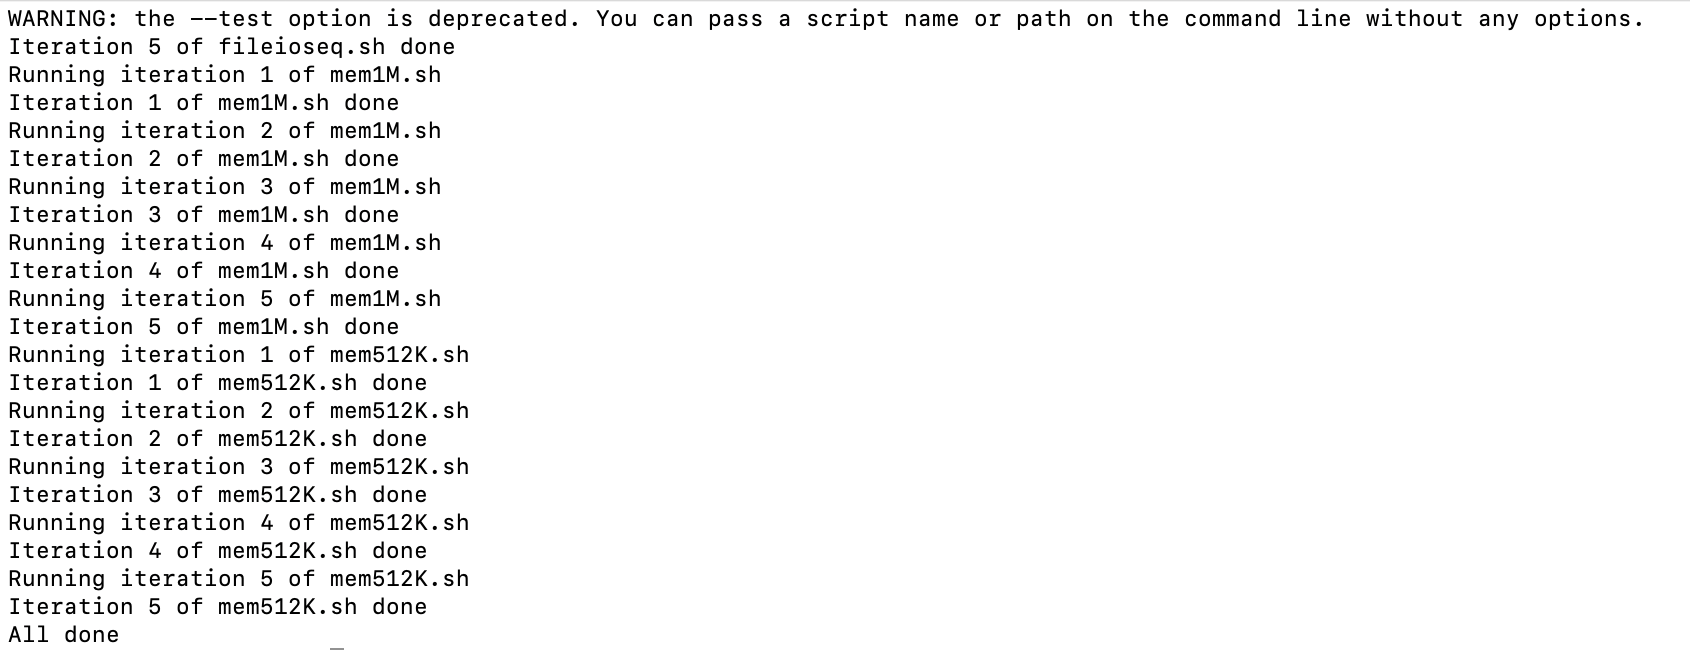 WARNING: the --test option is deprecated. You can pass a script name or path on the command line without any options.
Iteration 5 of fileioseq.sh done
Running iteration 1 of mem1M.sh
Iteration 1 of mem1M.sh done
Running iteration 2 of mem1M.sh
Iteration 2 of mem1M.sh done
Running iteration 3 of mem1M.sh
Iteration 3 of mem1M.sh done
Running iteration 4 of mem1M.sh
Iteration 4 of mem1M.sh done
Running iteration 5 of mem1M.sh
Iteration 5 of mem1M.sh done
Running iteration 1 of mem512K.sh
Iteration 1 of mem512K.sh done
Running iteration 2 of mem512K.sh
Iteration 2 of mem512K.sh done
Running iteration 3 of mem512K.sh
Iteration 3 of mem512K.sh done
Running iteration 4 of mem512K.sh
Iteration 4 of mem512K.sh done
Running iteration 5 of mem512K.sh
Iteration 5 of mem512K.sh done
All done